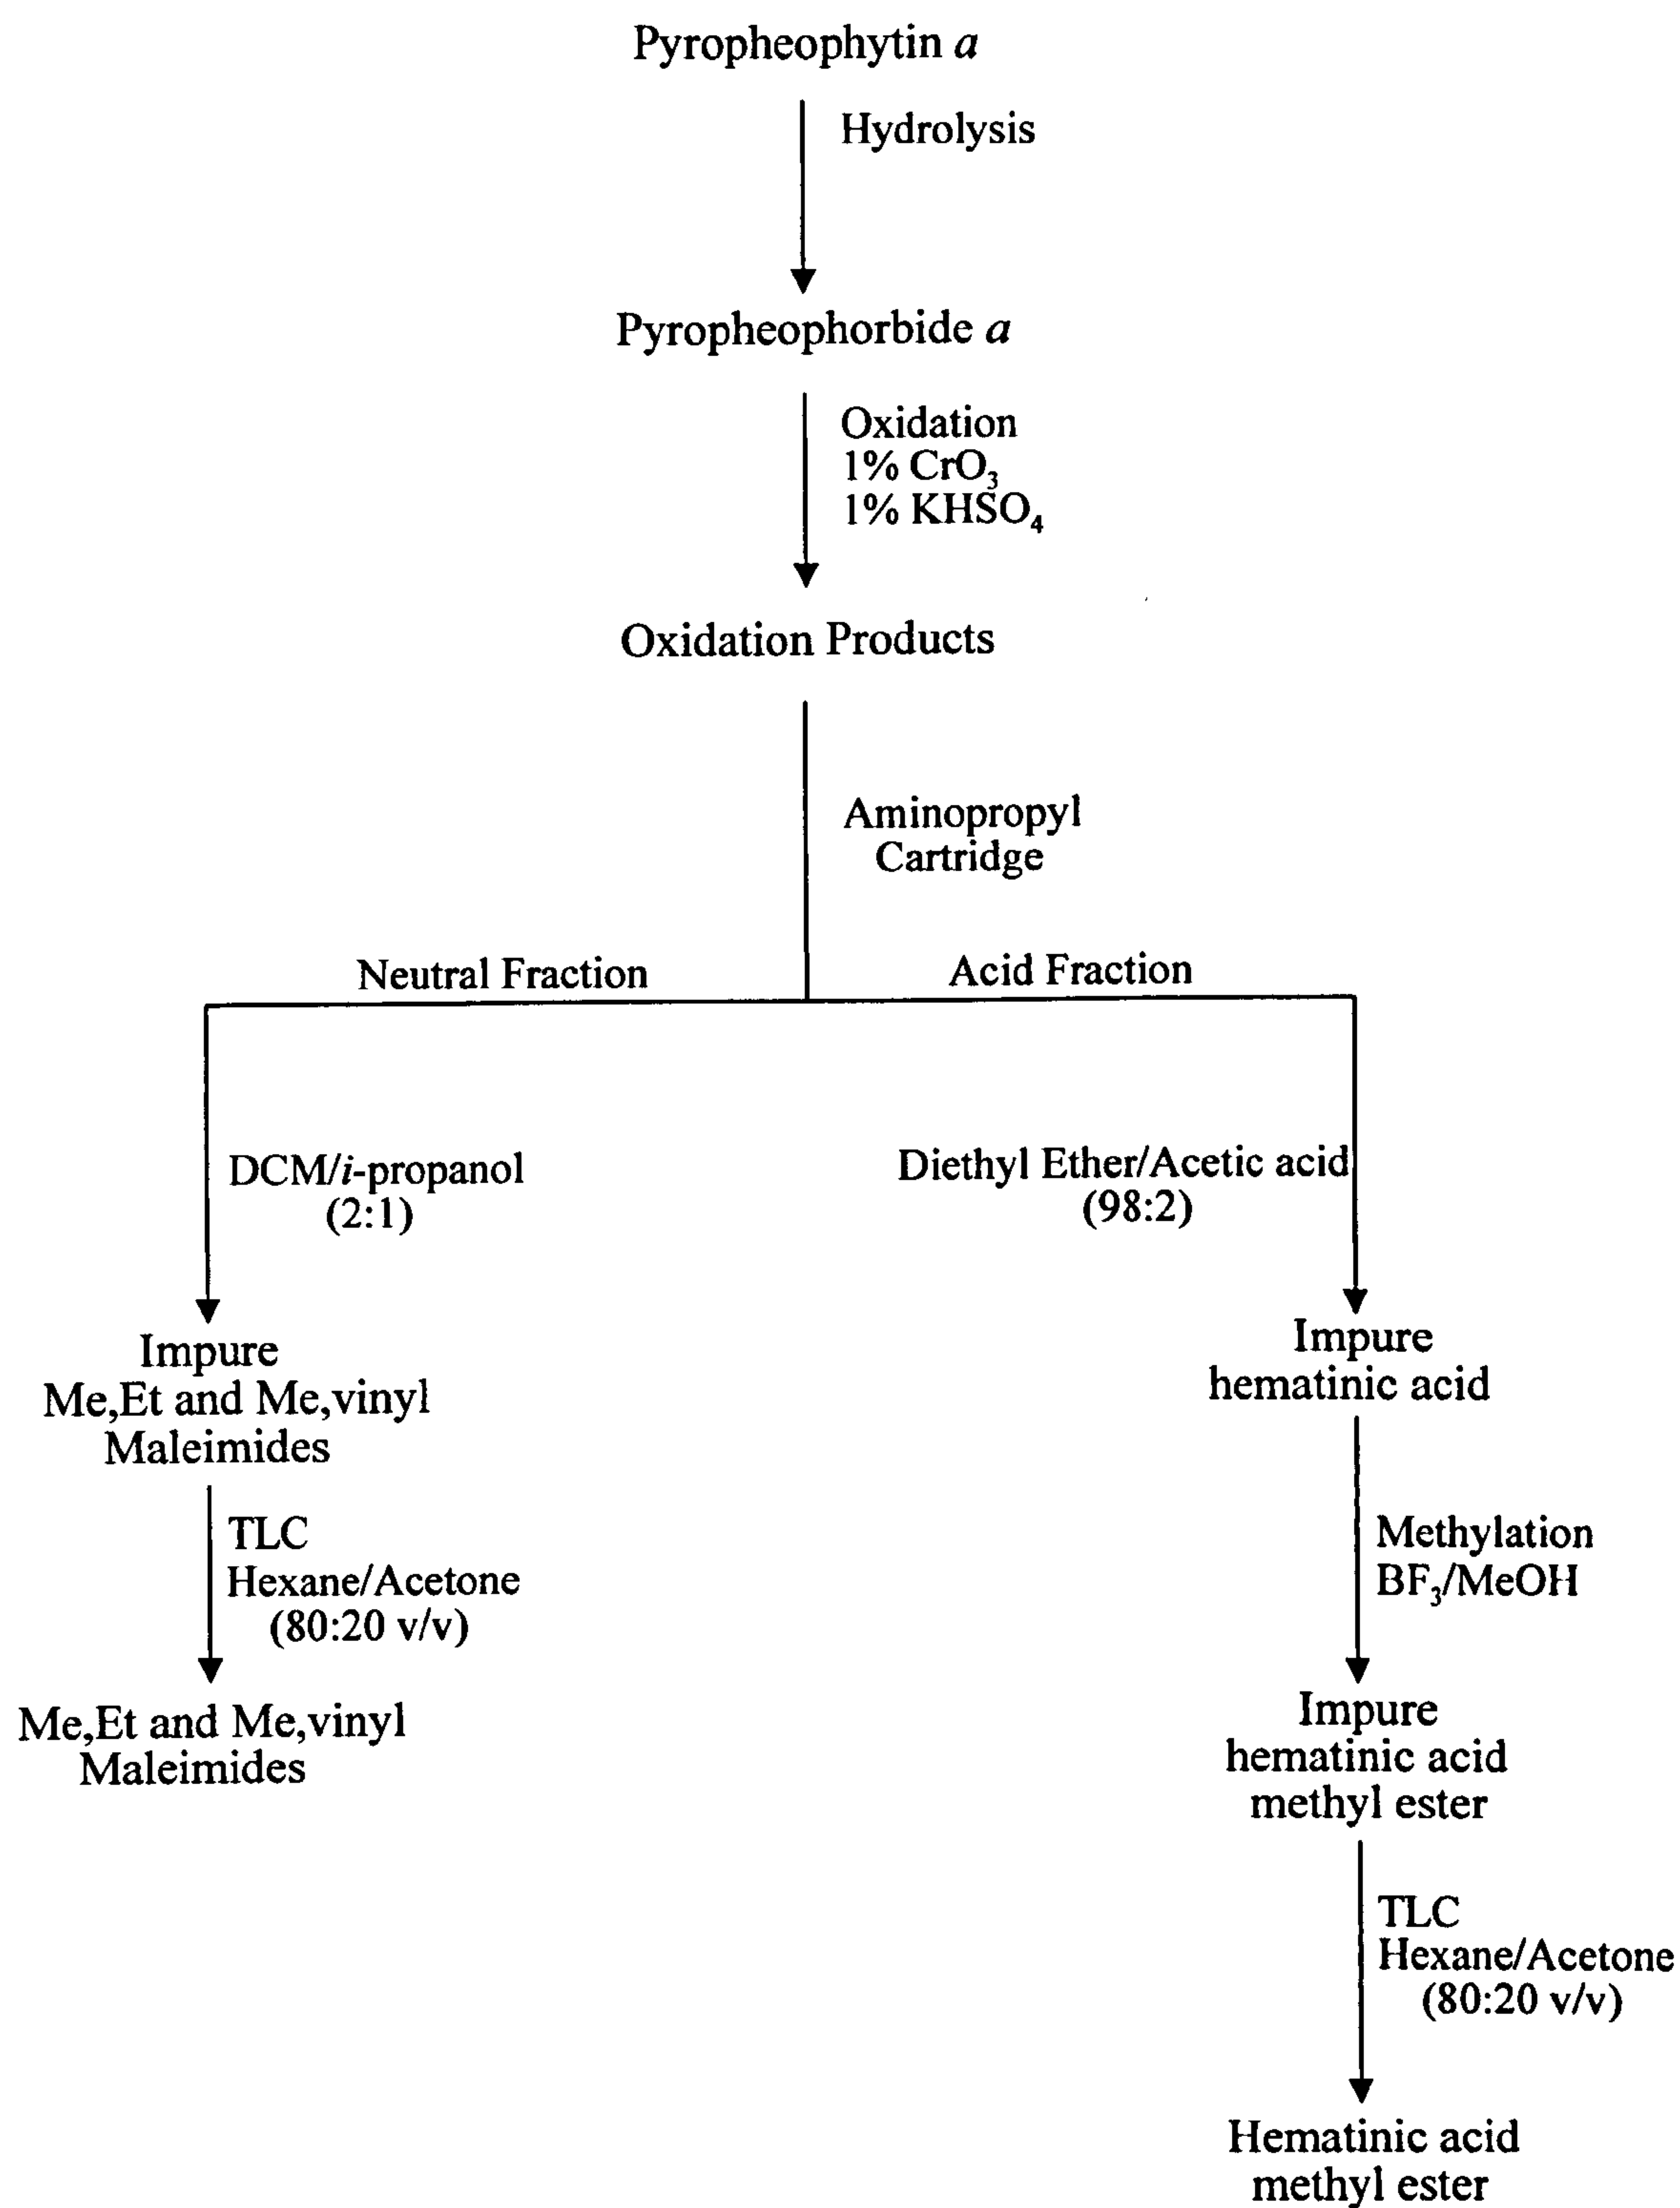 Pyropheophytin a
Hydrolysis
Pyropheophorbide a
Oxidation
1% CrO₃
1% KHSO₄
Oxidation Products
Aminopropyl
Cartridge
Neutral Fraction
Acid Fraction
DCM/i-propanol
(2:1)
Diethyl Ether/Acetic acid
(98:2)
Impure
Me,Et and Me,vinyl
Maleimides
TLC
Hexane/Acetone
(80:20 v/v)
Me,Et and Me,vinyl
Maleimides
Impure
hematinic acid
Methylation
BF₃/MeOH
Impure
hematinic acid
methyl ester
TLC
Hexane/Acetone
(80:20 v/v)
Hematinic acid
methyl ester